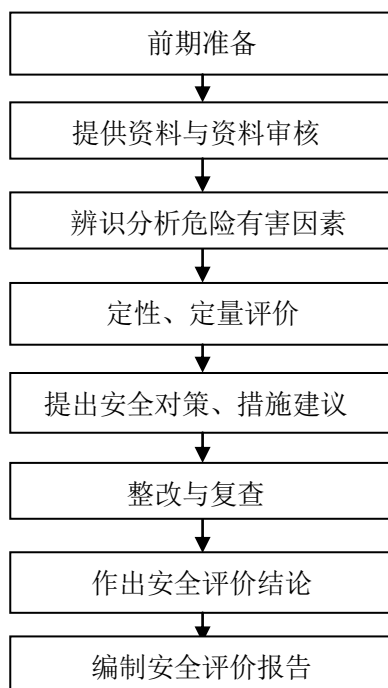 前期准备
提供资料与资料审核
辨识分析危险有害因素
定性、定量评价
提出安全对策、措施建议
整改与复查
作出安全评价结论
编制安全评价报告